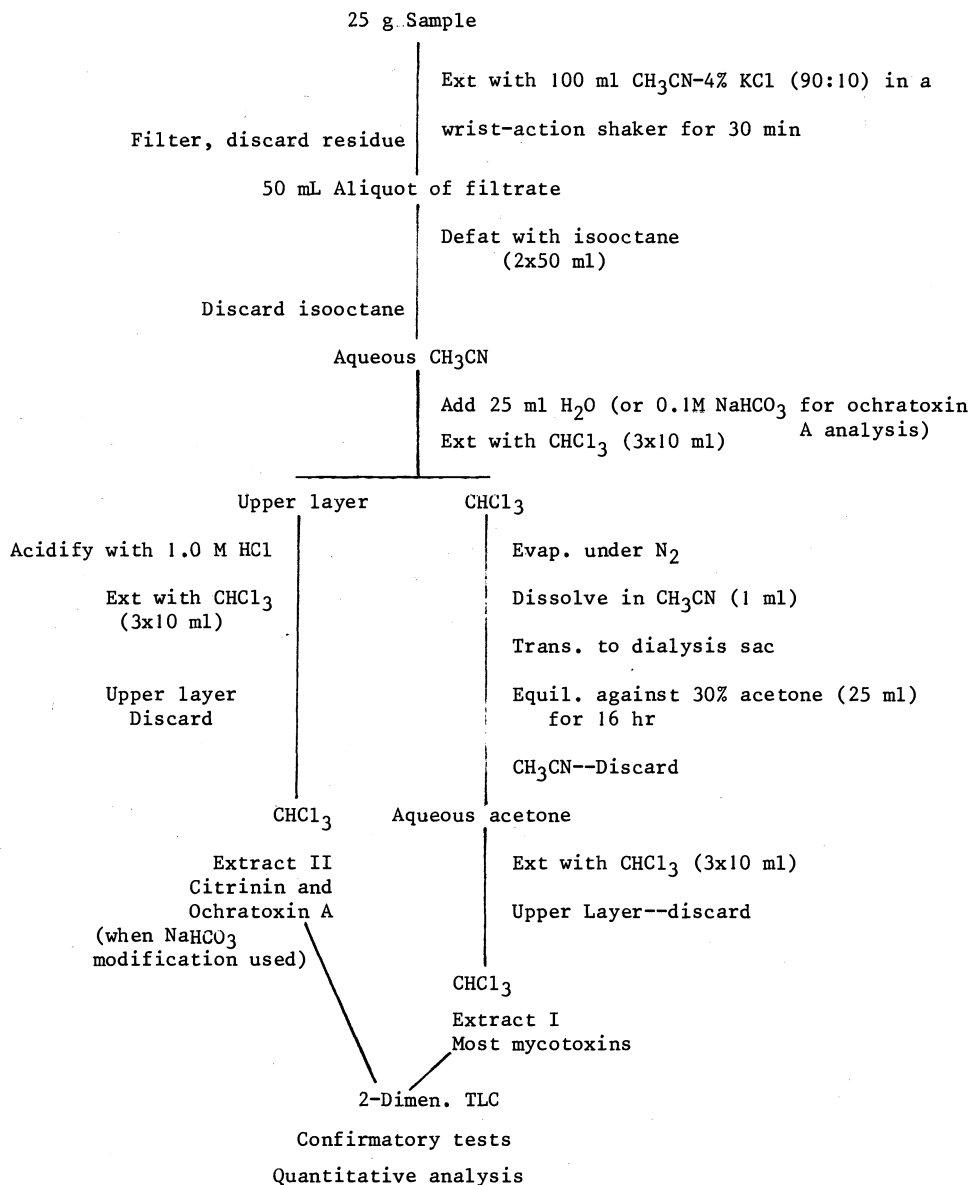 25 g Sample
Ext with 100 ml CH3CN-4% KCl (90:10) in a
wrist-action shaker for 30 min
Filter, discard residue
50 mL Aliquot of filtrate
Defat with isooctane
(2x50 ml)
Discard isooctane
Aqueous CH3CN
Add 25 ml H2O (or 0.1M NaHCO3 for ochratoxin
A analysis)
Ext with CHCl3 (3x10 ml)
Upper layer
Acidify with 1.0 M HCl
Ext with CHCl3
(3x10 ml)
Upper layer
Discard
CHCl3
Extract II
Citrinin and
Ochratoxin A
(when NaHCO3
modification used)
CHCl3
Evap. under N2
Dissolve in CH3CN (1 ml)
Trans. to dialysis sac
Equil. against 30% acetone (25 ml)
for 16 hr
CH3CN--Discard
Aqueous acetone
Ext with CHCl3 (3x10 ml)
Upper Layer--discard
CHCl3
Extract I
Most mycotoxins
2-Dimen. TLC
Confirmatory tests
Quantitative analysis